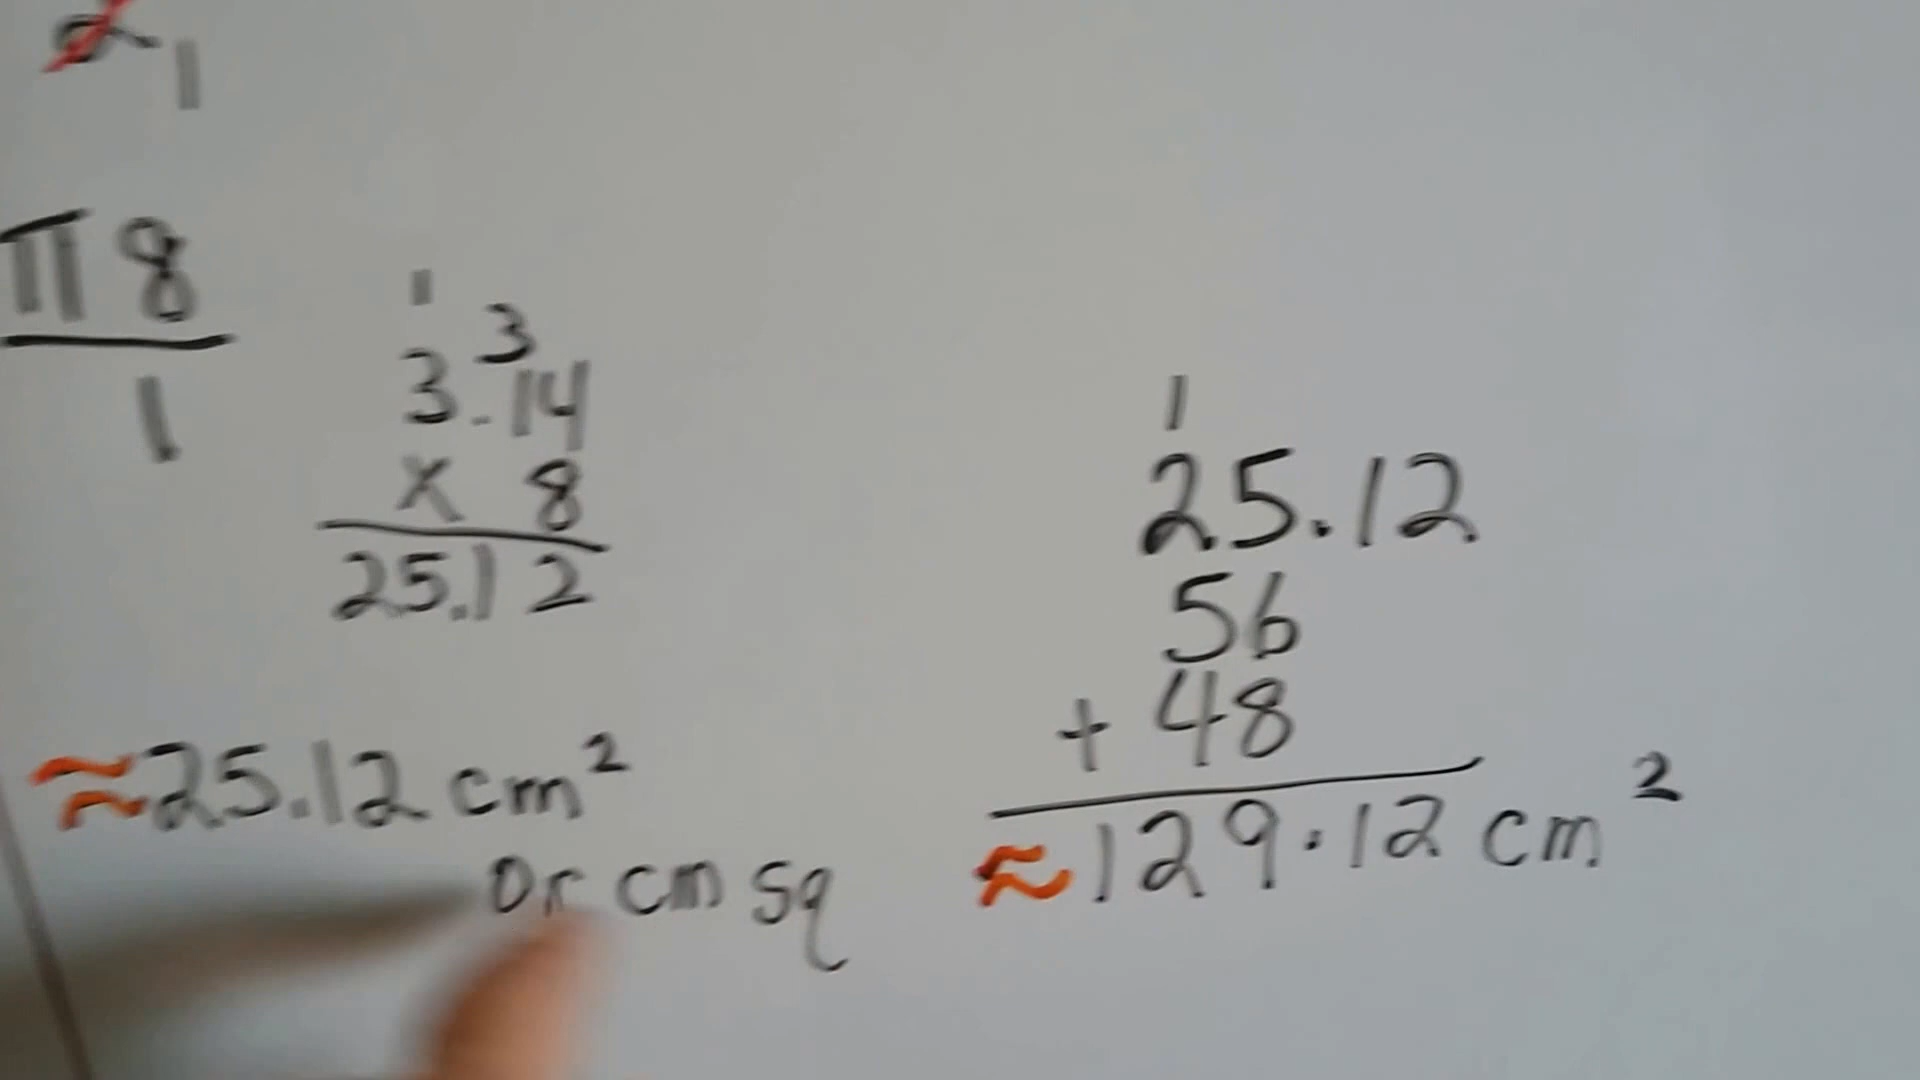 2
1
π 8
1
1
3
3.14
x 8
25.12
≈25.12 cm²
or cm sq
1
25.12
56
+ 48
≈129.12 cm²